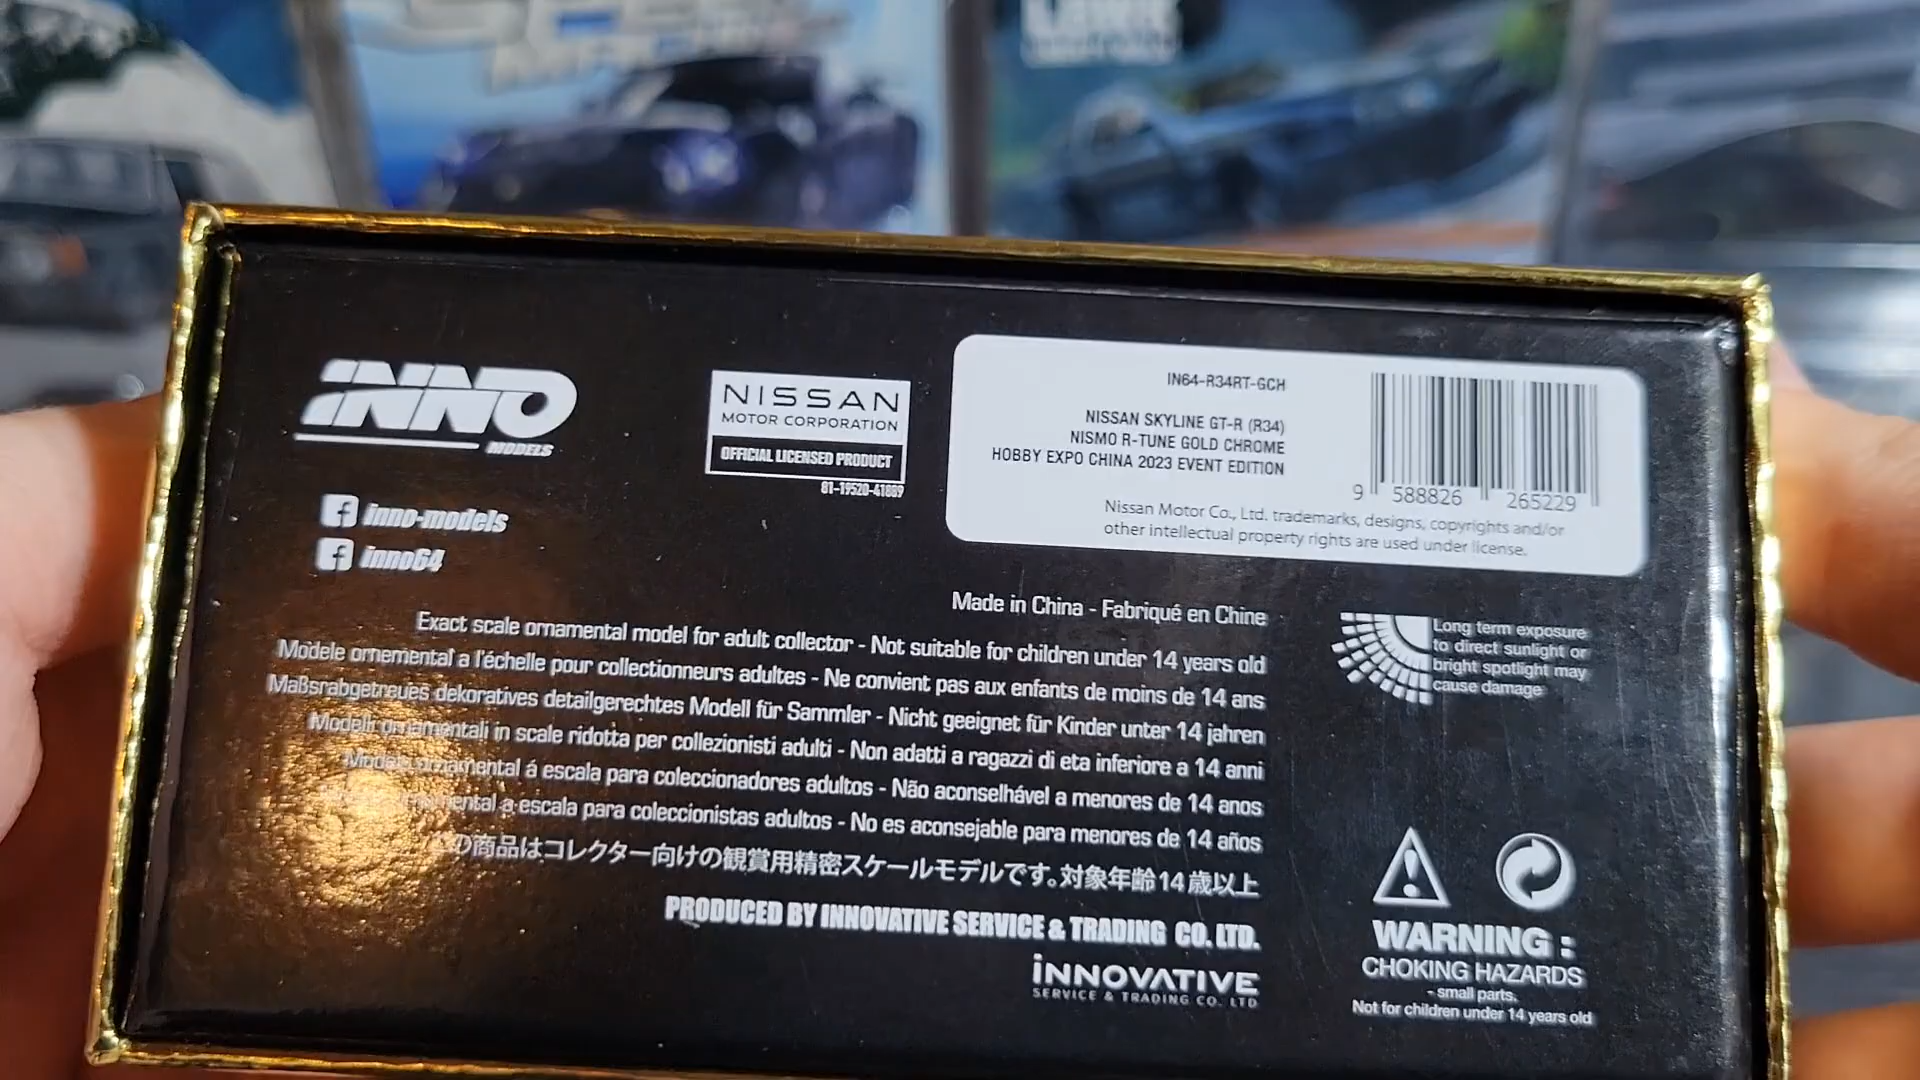 INNO
MODELS
inno-models
inno64
NISSAN
MOTOR CORPORATION
OFFICIAL LICENSED PRODUCT
81-19520-41889
IN64-R34RT-GCH
NISSAN SKYLINE GT-R (R34)
NISMO R-TUNE GOLD CHROME
HOBBY EXPO CHINA 2023 EVENT EDITION
9 588826 265229
Nissan Motor Co., Ltd. trademarks, designs, copyrights and/or
other intellectual property rights are used under license.
Made in China - Fabriqué en Chine
Exact scale ornamental model for adult collector - Not suitable for children under 14 years old
Modele ornemental a l'échelle pour collectionneurs adultes - Ne convient pas aux enfants de moins de 14 ans
Maßsrabgetreues dekoratives detailgerechtes Modell für Sammler - Nicht geeignet für Kinder unter 14 jahren
Modelli ornamentali in scale ridotta per collezionisti adulti - Non adatti a ragazzi di eta inferiore a 14 anni
ornamental á escala para coleccionadores adultos - Não aconselhável a menores de 14 anos
a escala para coleccionistas adultos - No es aconsejable para menores de 14 años
この商品はコレクター向けの観賞用精密スケールモデルです。対象年齢14歳以上
PRODUCED BY INNOVATIVE SERVICE & TRADING CO. LTD.
INNOVATIVE
SERVICE & TRADING CO. LTD
Long term exposure
to direct sunlight or
bright spotlight may
cause damage
WARNING :
CHOKING HAZARDS
- small parts.
Not for children under 14 years old